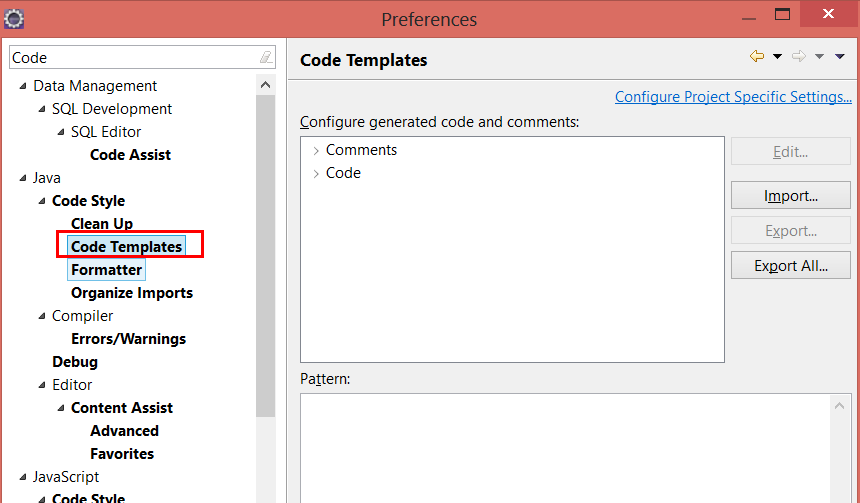 Preferences
Code
Data Management
SQL Development
SQL Editor
Code Assist
Java
Code Style
Clean Up
Code Templates
Formatter
Organize Imports
Compiler
Errors/Warnings
Debug
Editor
Content Assist
Advanced
Favorites
JavaScript
Code Style
Code Templates
Configure Project Specific Settings...
Configure generated code and comments:
Comments
Code
Edit...
Import...
Export...
Export All...
Pattern: